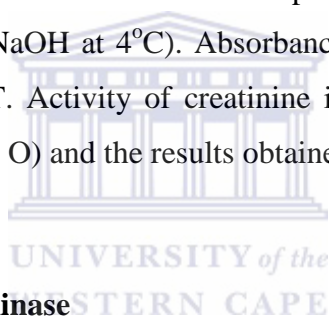 NaOH at 4°C). Absorbanc
T. Activity of creatinine i
O) and the results obtaine
UNIVERSITY of the
inase
WESTERN CAPE